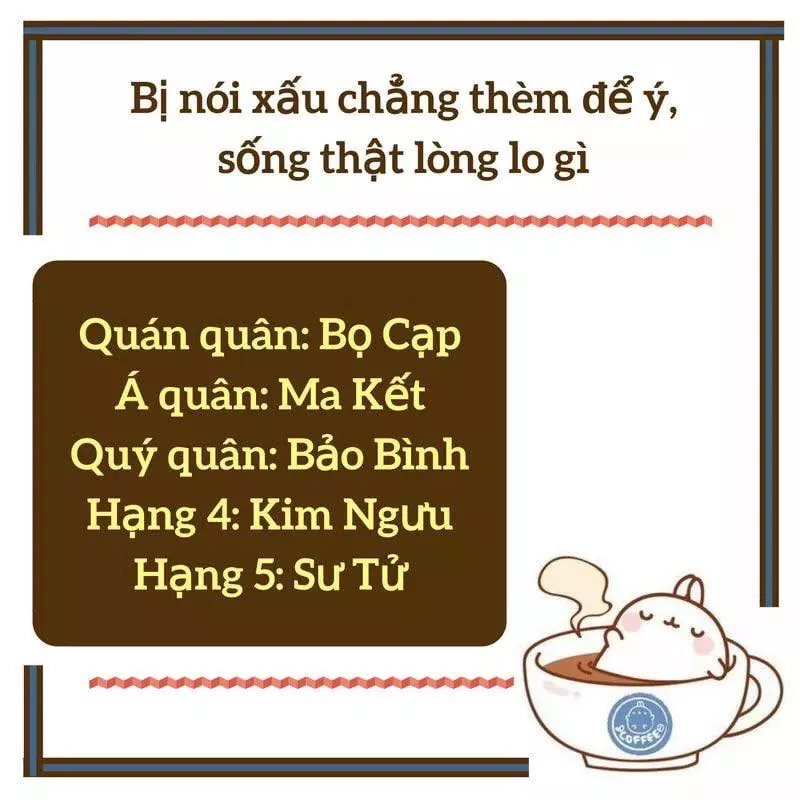 Bị nói xấu chẳng thèm để ý,
sống thật lòng lo gì
Quán quân: Bọ Cạp
Á quân: Ma Kết
Quý quân: Bảo Bình
Hạng 4: Kim Ngưu
Hạng 5: Sư Tử
COFFEE